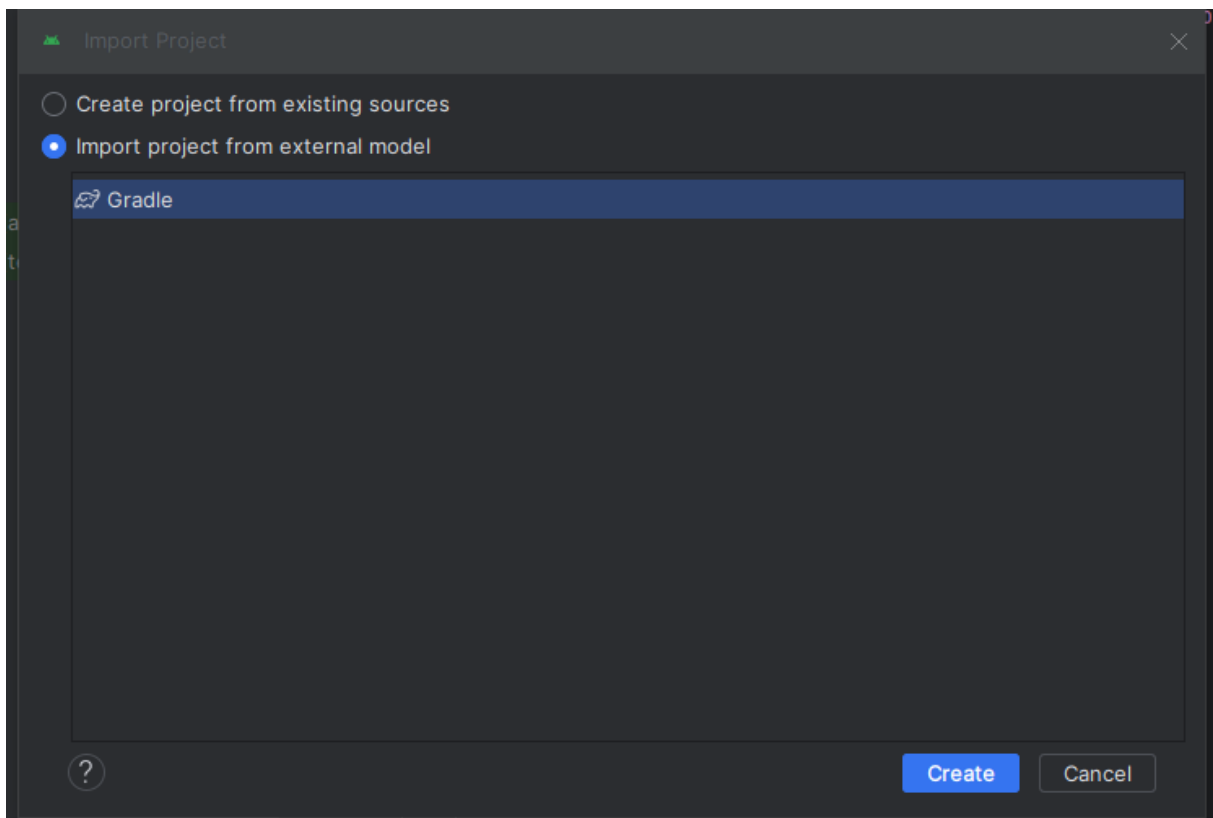 Import Project
Create project from existing sources
Import project from external model
Gradle
a
t
?
Create
Cancel